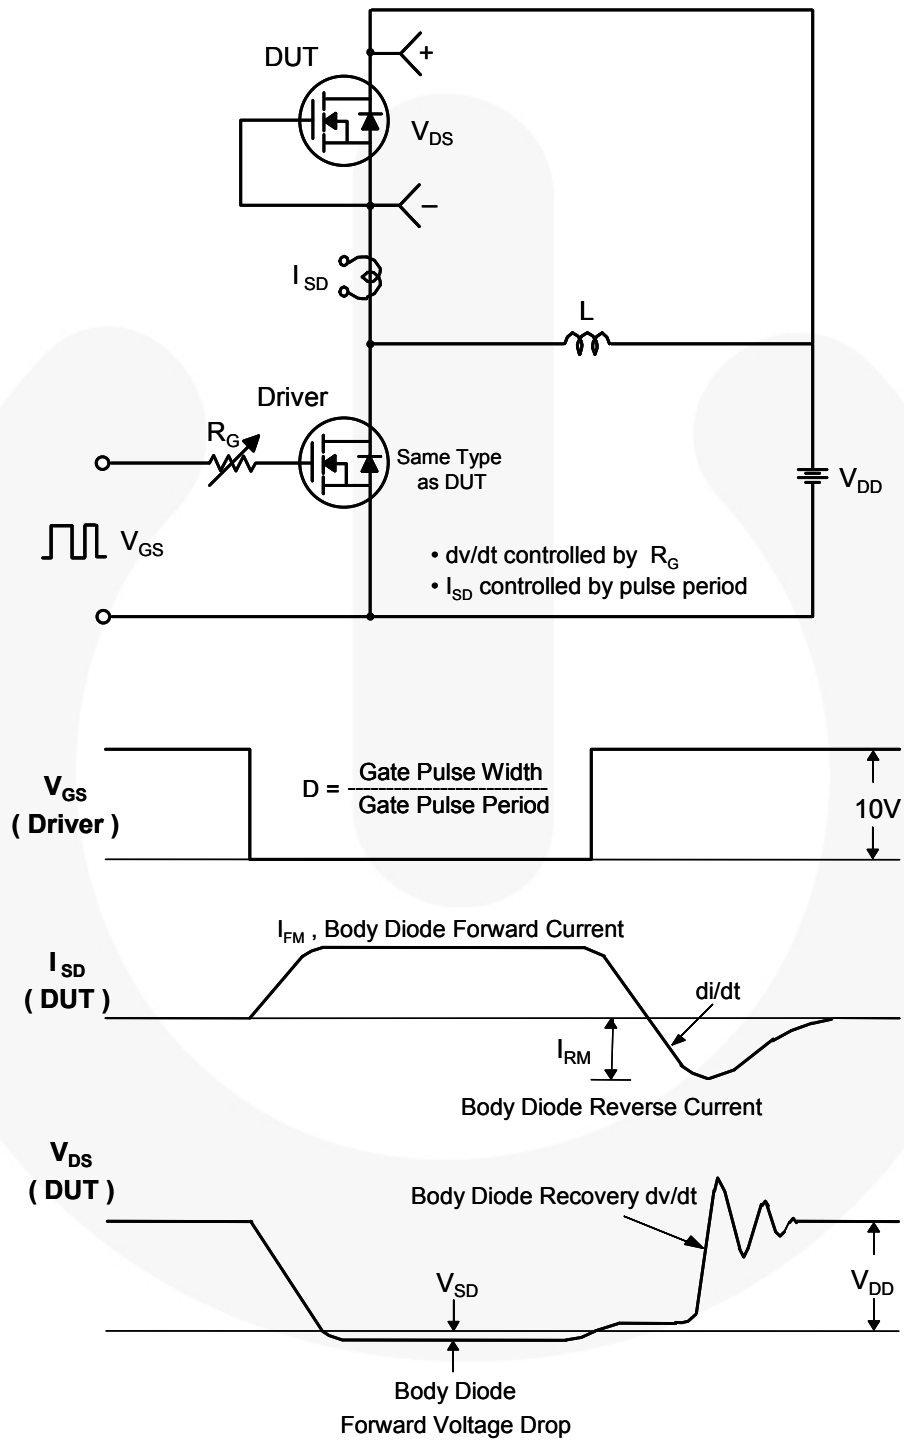 DUT
+
V_DS
−
I_SD
L
Driver
R_G
Same Type
as DUT
V_DD
V_GS
• dv/dt controlled by R_G
• I_SD controlled by pulse period
V_GS
( Driver )
D = Gate Pulse Width
Gate Pulse Period
10V
I_FM , Body Diode Forward Current
I_SD
( DUT )
di/dt
I_RM
Body Diode Reverse Current
V_DS
( DUT )
Body Diode Recovery dv/dt
V_SD
V_DD
Body Diode
Forward Voltage Drop